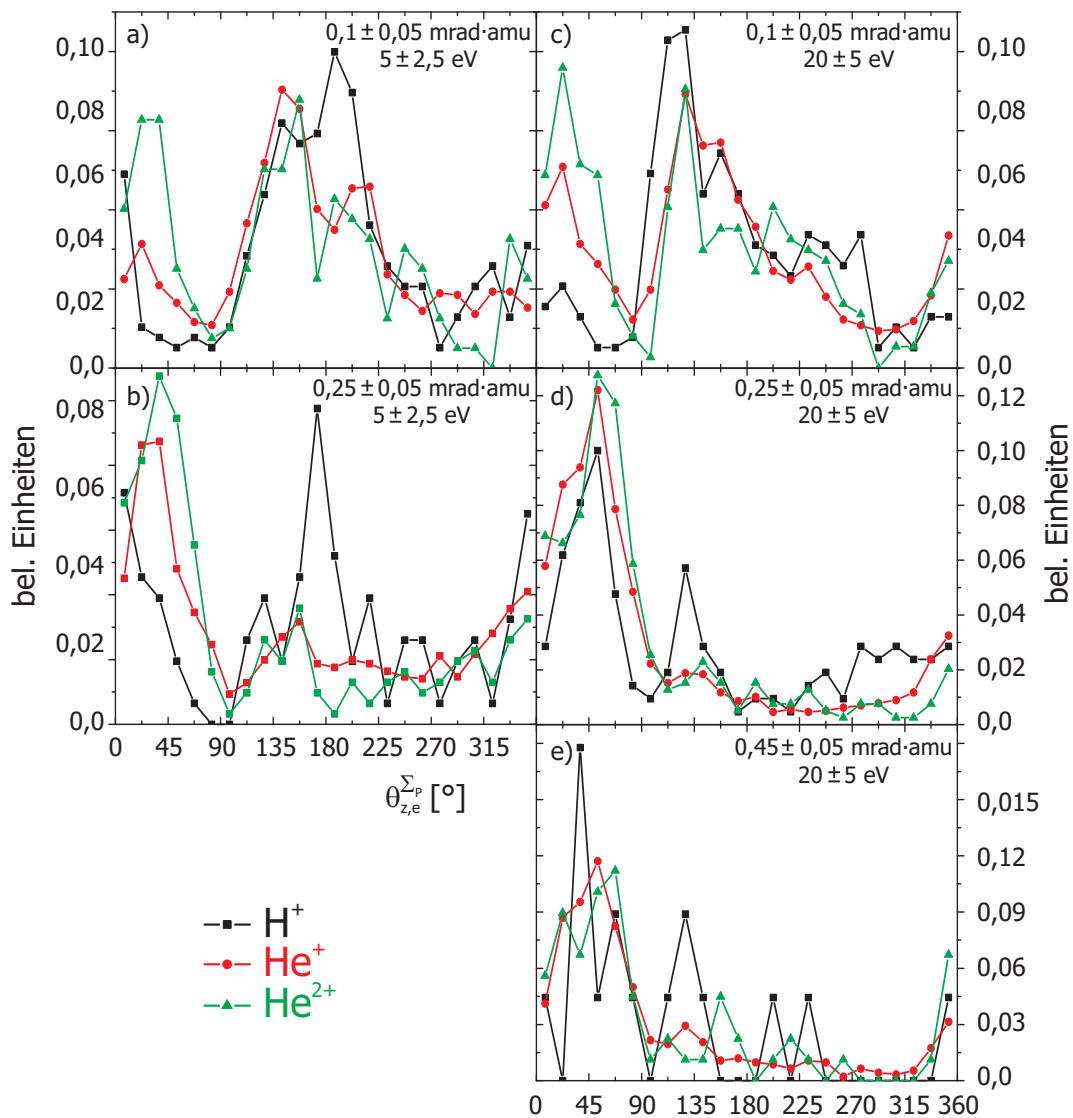 a)
0,1 ± 0,05 mrad·amu
5 ± 2,5 eV
0,10
0,08
0,06
0,04
0,02
0,0
c)
0,1 ± 0,05 mrad·amu
20 ± 5 eV
0,10
0,08
0,06
0,04
0,02
0,0
b)
0,25 ± 0,05 mrad·amu
5 ± 2,5 eV
0,08
0,06
0,04
0,02
0,0
bel. Einheiten
0 45 90 135 180 225 270 315
θ_{z,e}^{Σ_P} [°]
d)
0,25 ± 0,05 mrad·amu
20 ± 5 eV
0,12
0,10
0,08
0,06
0,04
0,02
0,0
bel. Einheiten
e)
0,45 ± 0,05 mrad·amu
20 ± 5 eV
0,015
0,12
0,09
0,06
0,03
0,0
0 45 90 135 180 225 270 315 360
H⁺
He⁺
He²⁺